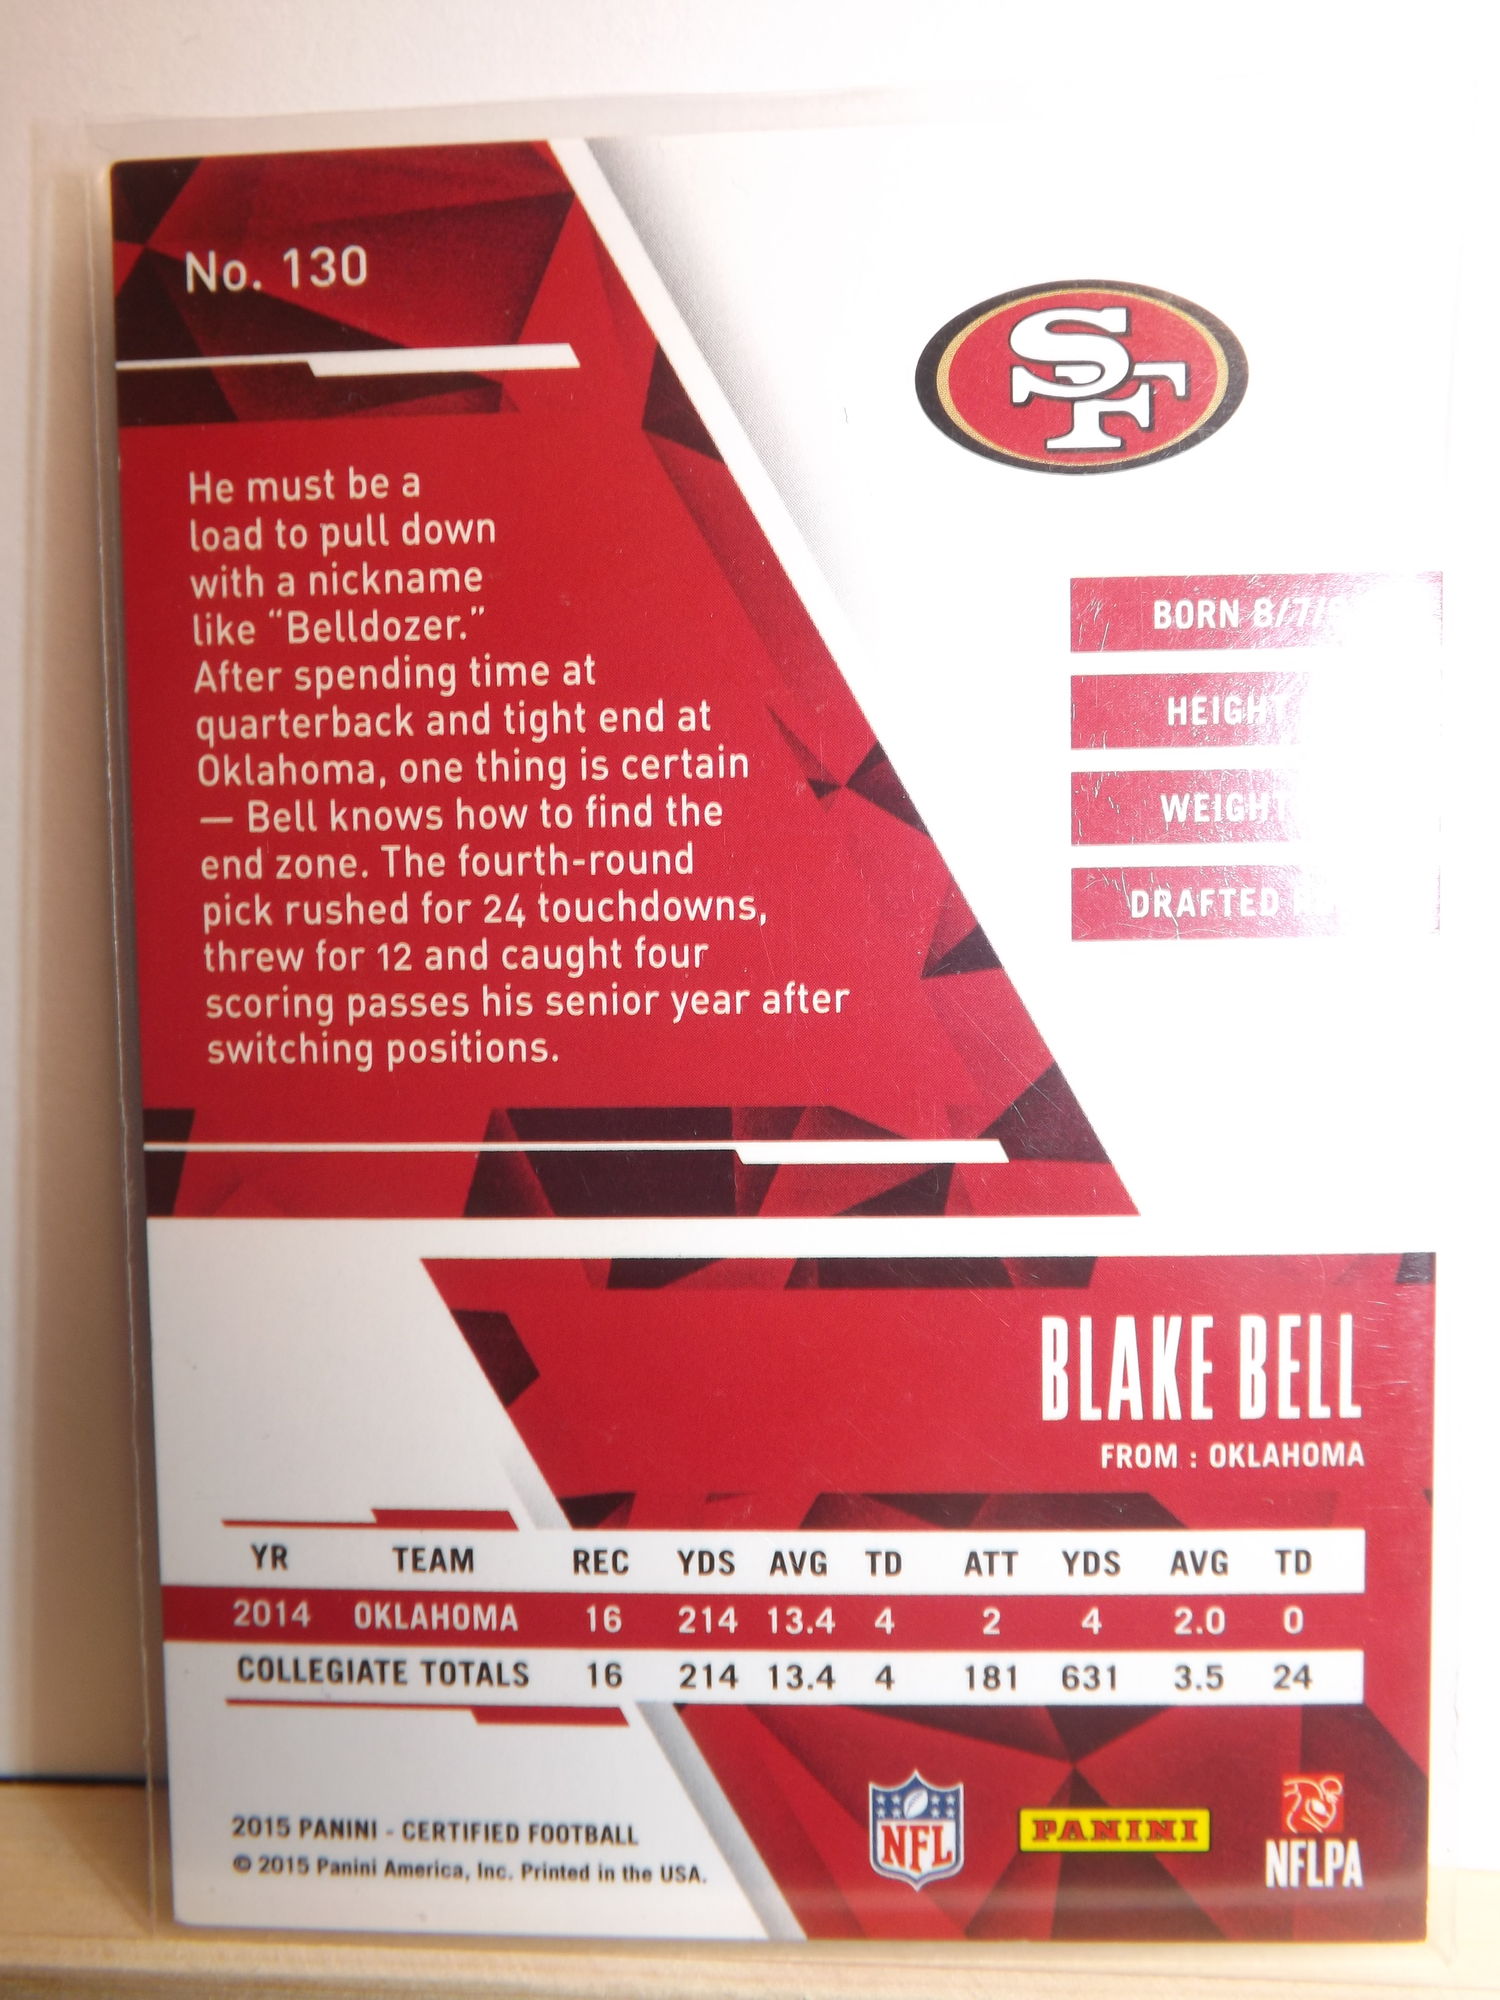 No. 130
SF
He must be a
load to pull down
with a nickname
like “Belldozer.”
After spending time at
quarterback and tight end at
Oklahoma, one thing is certain
— Bell knows how to find the
end zone. The fourth-round
pick rushed for 24 touchdowns,
threw for 12 and caught four
scoring passes his senior year after
switching positions.
BORN
HEIGHT
WEIGHT
DRAFTED
BLAKE BELL
FROM : OKLAHOMA
YR TEAM REC YDS AVG TD ATT YDS AVG TD
2014 OKLAHOMA 16 214 13.4 4 2 4 2.0 0
COLLEGIATE TOTALS 16 214 13.4 4 181 631 3.5 24
2015 PANINI - CERTIFIED FOOTBALL
© 2015 Panini America, Inc. Printed in the USA.
NFL
PANINI
NFLPA